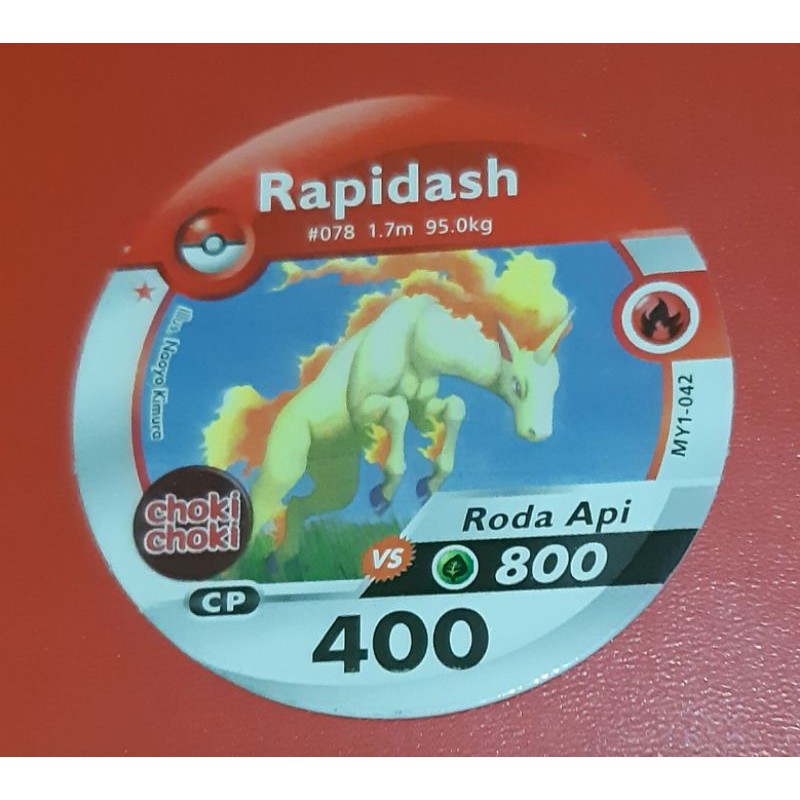 Rapidash
#078 1.7m 95.0kg
Illus. Naoyo Kimura
MY1-042
choki
choki
Roda Api
VS
800
CP
400